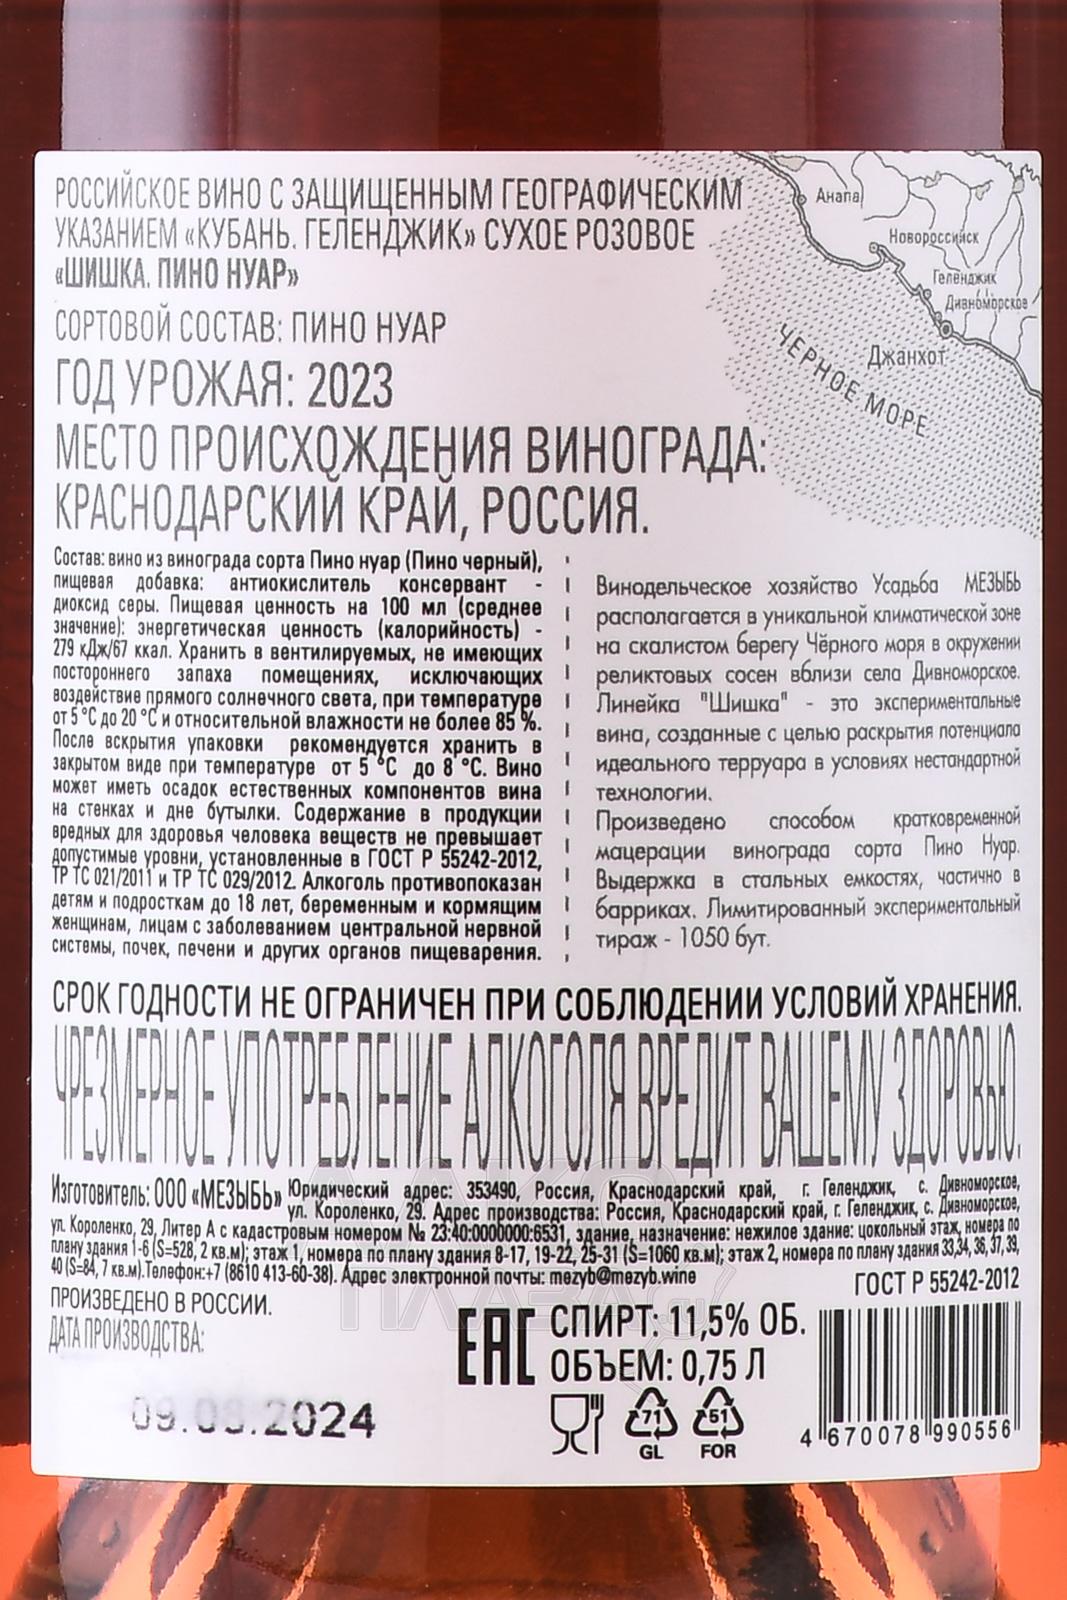 РОССИЙСКОЕ ВИНО С ЗАЩИЩЕННЫМ ГЕОГРАФИЧЕСКИМ
УКАЗАНИЕМ «КУБАНЬ. ГЕЛЕНДЖИК» СУХОЕ РОЗОВОЕ
«ШИШКА. ПИНО НУАР»
СОРТОВОЙ СОСТАВ: ПИНО НУАР
ГОД УРОЖАЯ: 2023
МЕСТО ПРОИСХОЖДЕНИЯ ВИНОГРАДА:
КРАСНОДАРСКИЙ КРАЙ, РОССИЯ.
Анапа
Новороссийск
Геленджик
Дивноморское
Джанхот
ЧЕРНОЕ МОРЕ
Состав: вино из винограда сорта Пино нуар (Пино черный),
пищевая добавка: антиокислитель консервант -
диоксид серы. Пищевая ценность на 100 мл (среднее
значение): энергетическая ценность (калорийность) -
279 кДж/67 ккал. Хранить в вентилируемых, не имеющих
постороннего запаха помещениях, исключающих
воздействие прямого солнечного света, при температуре
от 5 °С до 20 °С и относительной влажности не более 85 %.
После вскрытия упаковки рекомендуется хранить в
закрытом виде при температуре от 5 °С до 8 °С. Вино
может иметь осадок естественных компонентов вина
на стенках и дне бутылки. Содержание в продукции
вредных для здоровья человека веществ не превышает
допустимые уровни, установленные в ГОСТ Р 55242-2012,
ТР ТС 021/2011 и ТР ТС 029/2012. Алкоголь противопоказан
детям и подросткам до 18 лет, беременным и кормящим
женщинам, лицам с заболеванием центральной нервной
системы, почек, печени и других органов пищеварения.
Винодельческое хозяйство Усадьба МЕЗЫБЬ
располагается в уникальной климатической зоне
на скалистом берегу Чёрного моря в окружении
реликтовых сосен вблизи села Дивноморское.
Линейка "Шишка" - это экспериментальные
вина, созданные с целью раскрытия потенциала
идеального терруара в условиях нестандартной
технологии.
Произведено способом кратковременной
мацерации винограда сорта Пино Нуар.
Выдержка в стальных емкостях, частично в
барриках. Лимитированный экспериментальный
тираж - 1050 бут.
СРОК ГОДНОСТИ НЕ ОГРАНИЧЕН ПРИ СОБЛЮДЕНИИ УСЛОВИЙ ХРАНЕНИЯ.
ЧРЕЗМЕРНОЕ УПОТРЕБЛЕНИЕ АЛКОГОЛЯ ВРЕДИТ ВАШЕМУ ЗДОРОВЬЮ.
Изготовитель: ООО «МЕЗЫБЬ» Юридический адрес: 353490, Россия, Краснодарский край, г. Геленджик, с. Дивноморское,
ул. Короленко, 29. Адрес производства: Россия, Краснодарский край, г. Геленджик, с. Дивноморское,
ул. Короленко, 29, Литер А с кадастровым номером № 23:40:0000000:6531, здание, назначение: нежилое здание: цокольный этаж, номера по
плану здания 1-6 (S=528, 2 кв.м); этаж 1, номера по плану здания 8-17, 19-22, 25-31 (S=1060 кв.м); этаж 2, номера по плану здания 33,34, 36, 37, 39,
40 (S=84, 7 кв.м).Телефон:+7 (8610 413-60-38). Адрес электронной почты: mezyb@mezyb.wine
ГОСТ Р 55242-2012
ПРОИЗВЕДЕНО В РОССИИ.
ДАТА ПРОИЗВОДСТВА:
09.08.2024
ЕАС
СПИРТ: 11,5% ОБ.
ОБЪЕМ: 0,75 Л
71
GL
51
FOR
4 670078 990556
АЛКО
ПЛАЗА.ru